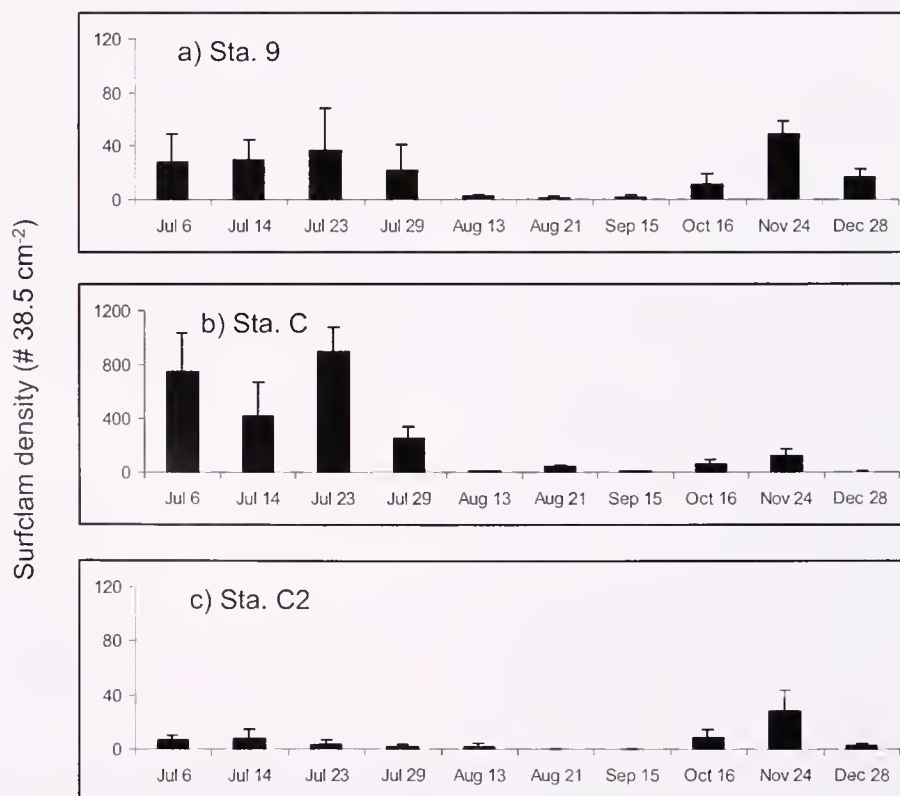 Surfclam density (# 38.5 cm-2)
a) Sta. 9
120
80
40
0
Jul 6 Jul 14 Jul 23 Jul 29 Aug 13 Aug 21 Sep 15 Oct 16 Nov 24 Dec 28
b) Sta. C
1200
800
400
0
Jul 6 Jul 14 Jul 23 Jul 29 Aug 13 Aug 21 Sep 15 Oct 16 Nov 24 Dec 28
c) Sta. C2
120
80
40
0
Jul 6 Jul 14 Jul 23 Jul 29 Aug 13 Aug 21 Sep 15 Oct 16 Nov 24 Dec 28